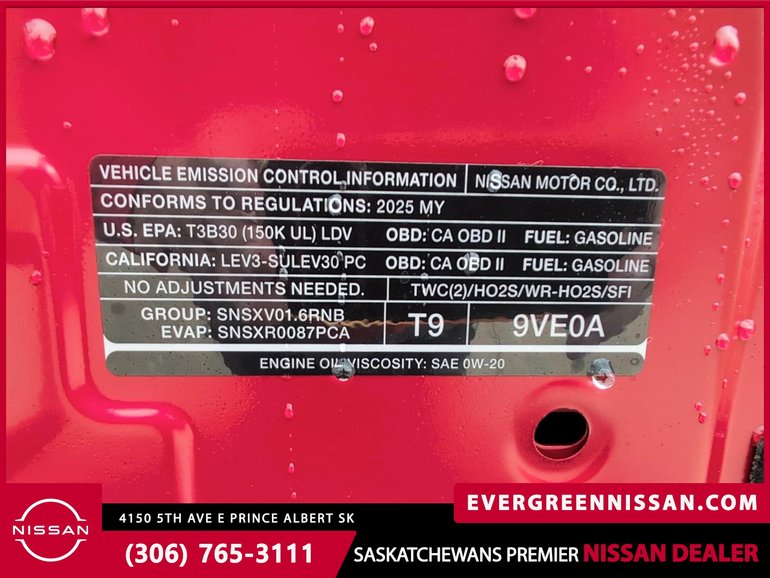 VEHICLE EMISSION CONTROL INFORMATION NISSAN MOTOR CO., LTD.
CONFORMS TO REGULATIONS: 2025 MY
U.S. EPA: T3B30 (150K UL) LDV OBD: CA OBD II FUEL: GASOLINE
CALIFORNIA: LEV3-SULEV30 PC OBD: CA OBD II FUEL: GASOLINE
NO ADJUSTMENTS NEEDED. TWC(2)/HO2S/WR-HO2S/SFI
GROUP: SNSXV01.6RNB
EVAP: SNSXR0087PCA
T9 9VE0A
ENGINE OIL VISCOSITY: SAE 0W-20
EVERGREENNISSAN.COM
NISSAN
4150 5TH AVE E PRINCE ALBERT SK
(306) 765-3111
SASKATCHEWANS PREMIER NISSAN DEALER